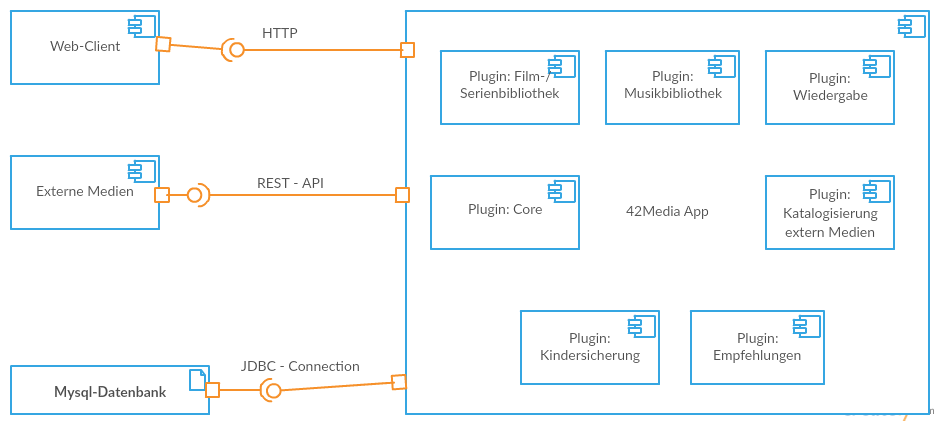 Web-Client
HTTP
Plugin: Film-/
Serienbibliothek
Plugin:
Musikbibliothek
Plugin:
Wiedergabe
Externe Medien
REST - API
Plugin: Core
42Media App
Plugin:
Katalogisierung
extern Medien
Plugin:
Kindersicherung
Plugin:
Empfehlungen
JDBC - Connection
Mysql-Datenbank